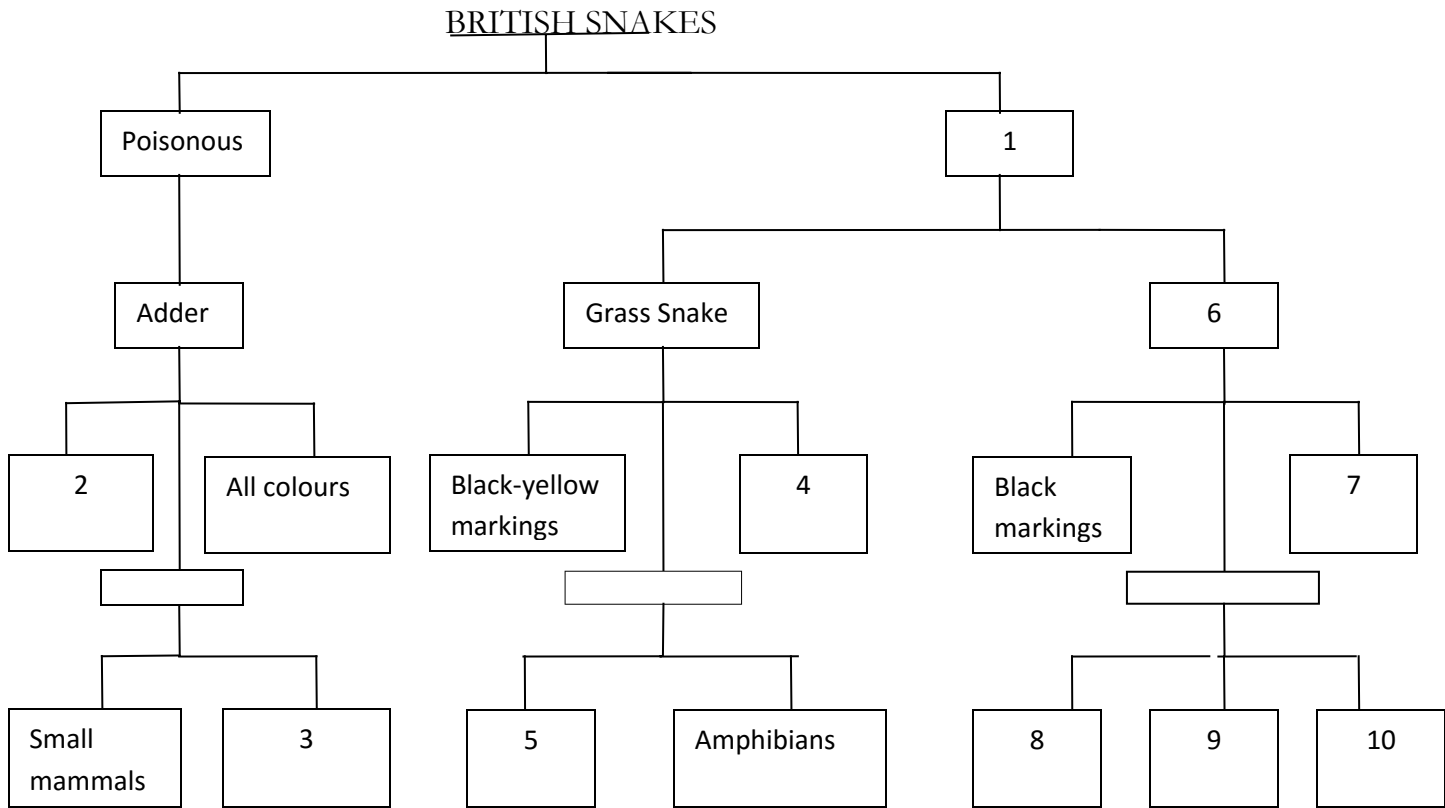 BRITISH SNAKES
Poisonous
1
Adder
Grass Snake
6
2
All colours
Black-yellow
markings
4
Black
markings
7
Small
mammals
3
5
Amphibians
8
9
10